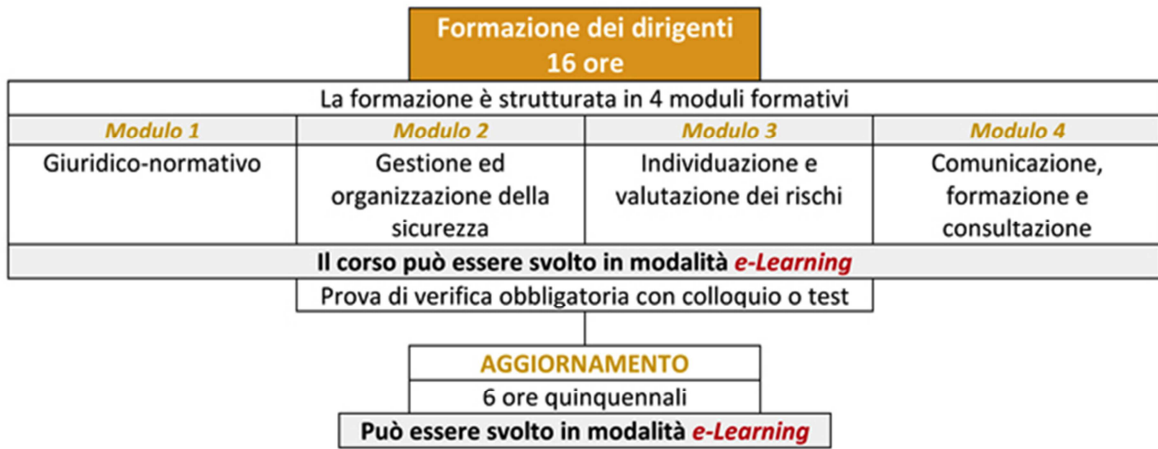 Formazione dei dirigenti
16 ore
La formazione è strutturata in 4 moduli formativi
Modulo 1
Modulo 2
Modulo 3
Modulo 4
Giuridico-normativo
Gestione ed
organizzazione della
sicurezza
Individuazione e
valutazione dei rischi
Comunicazione,
formazione e
consultazione
Il corso può essere svolto in modalità e-Learning
Prova di verifica obbligatoria con colloquio o test
AGGIORNAMENTO
6 ore quinquennali
Può essere svolto in modalità e-Learning